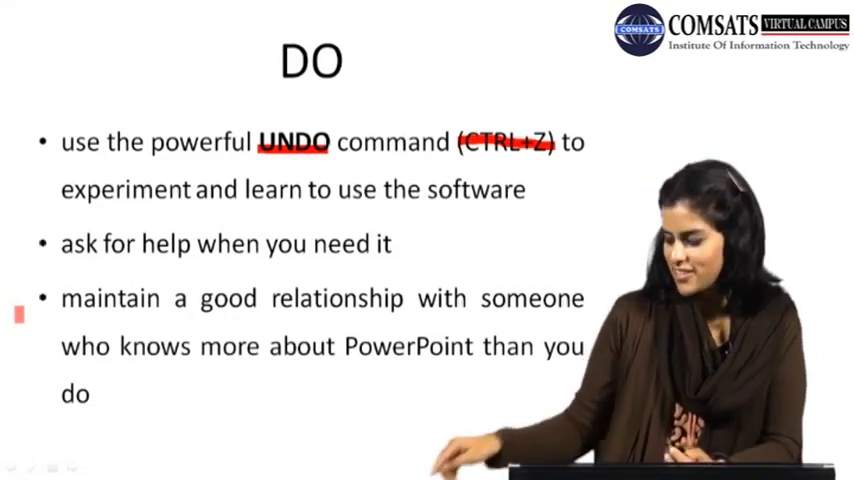 COMSATS VIRTUAL CAMPUS
COMSATS
Institute Of Information Technology
DO
• use the powerful UNDO command (CTRL+Z) to
experiment and learn to use the software
• ask for help when you need it
• maintain a good relationship with someone
who knows more about PowerPoint than you
do